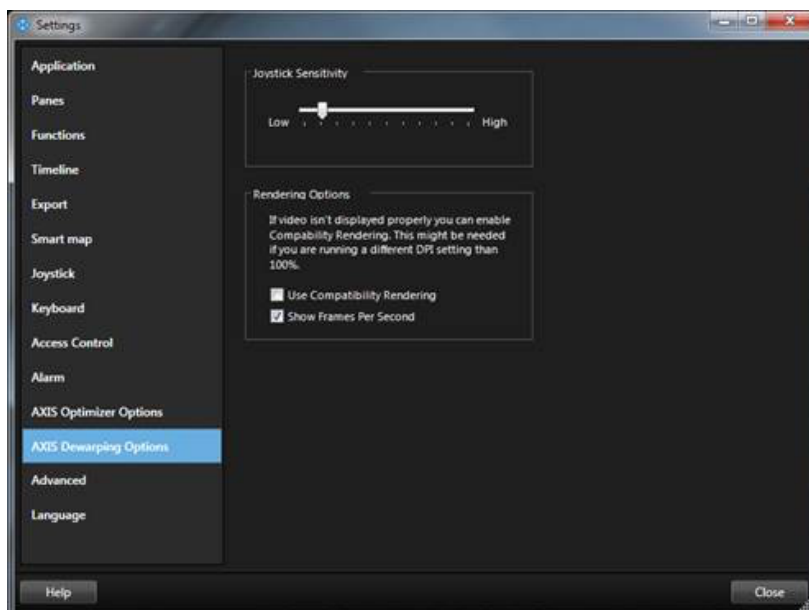 Settings
Application
Panes
Functions
Timeline
Export
Smart map
Joystick
Keyboard
Access Control
Alarm
AXIS Optimizer Options
AXIS Dewarping Options
Advanced
Language
Joystick Sensitivity
Low High
Rendering Options
If video isn't displayed properly you can enable
Compability Rendering. This might be needed
if you are running a different DPI setting than
100%.
Use Compatibility Rendering
Show Frames Per Second
Help
Close